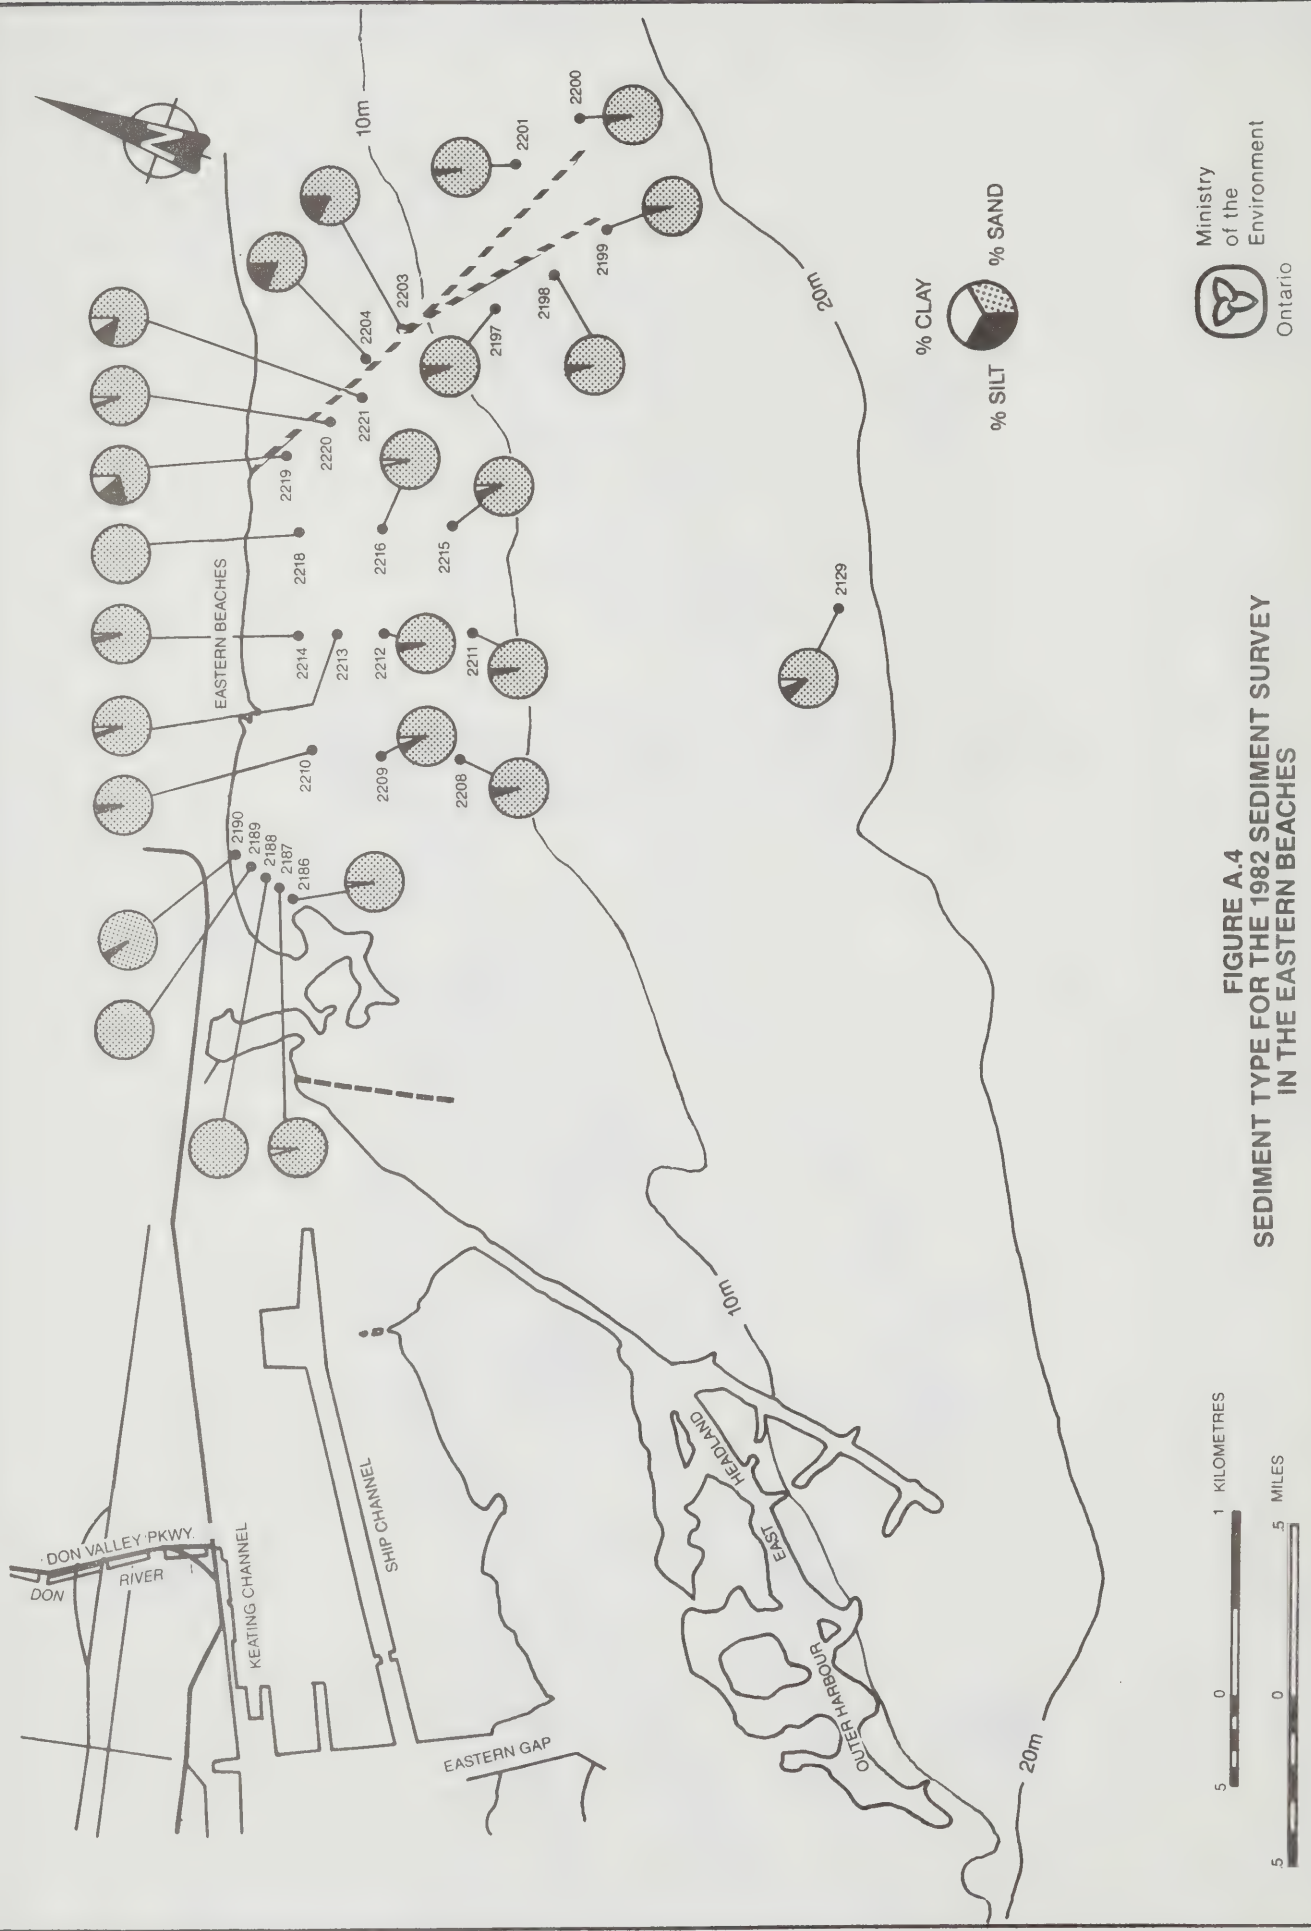 10m
2200
2201
2199
2198
2197
2203
2204
2221
2220
2219
2218
2216
2215
2214
2213
2212
2211
2210
2209
2208
2190
2189
2188
2187
2186
2129
EASTERN BEACHES
20m
10m
20m
DON VALLEY PKWY.
DON
RIVER
KEATING CHANNEL
SHIP CHANNEL
EASTERN GAP
EAST
HEADLAND
OUTER HARBOUR
% CLAY
% SILT
% SAND
Ontario
Ministry
of the
Environment
FIGURE A.4
SEDIMENT TYPE FOR THE 1982 SEDIMENT SURVEY
IN THE EASTERN BEACHES
5 0 1 KILOMETRES
.5 0 .5 MILES
N